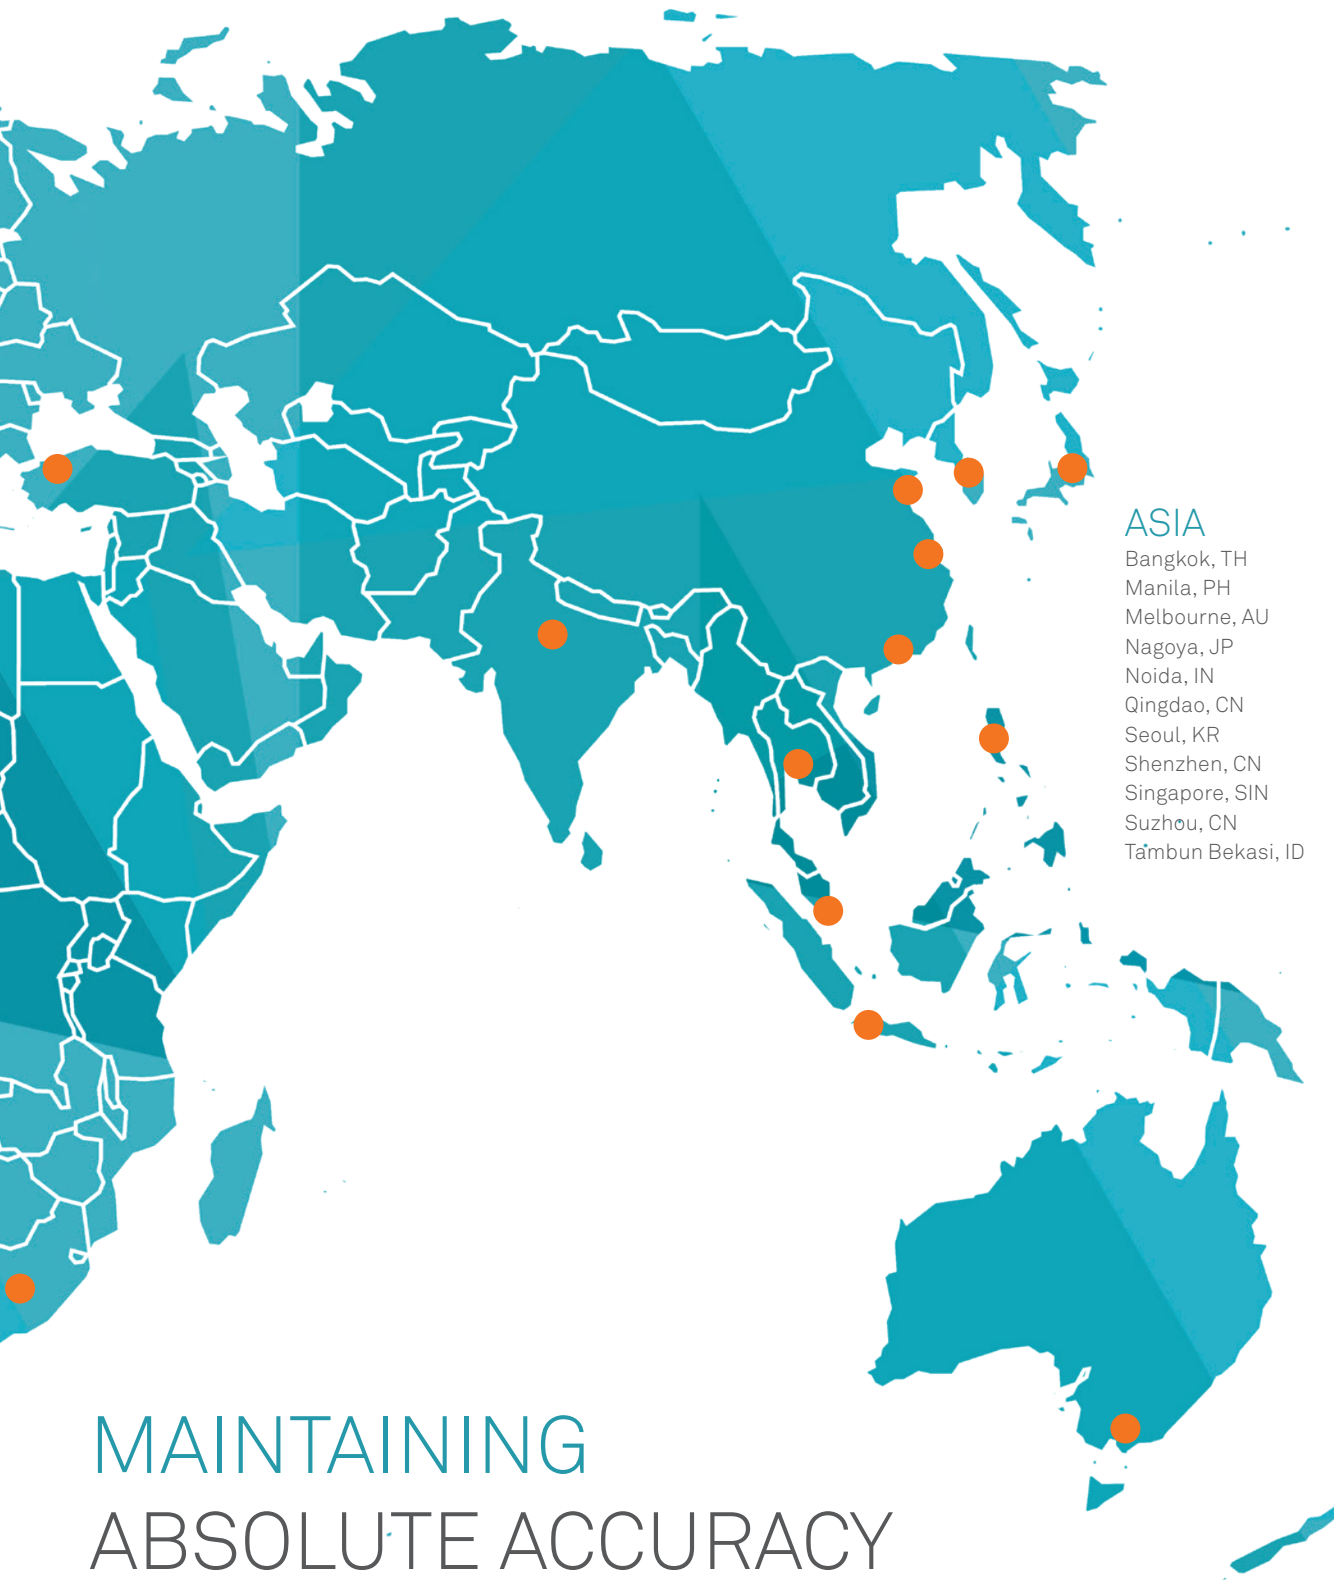 ASIA
Bangkok, TH
Manila, PH
Melbourne, AU
Nagoya, JP
Noida, IN
Qingdao, CN
Seoul, KR
Shenzhen, CN
Singapore, SIN
Suzhou, CN
Tambun Bekasi, ID
MAINTAINING
ABSOLUTE ACCURACY